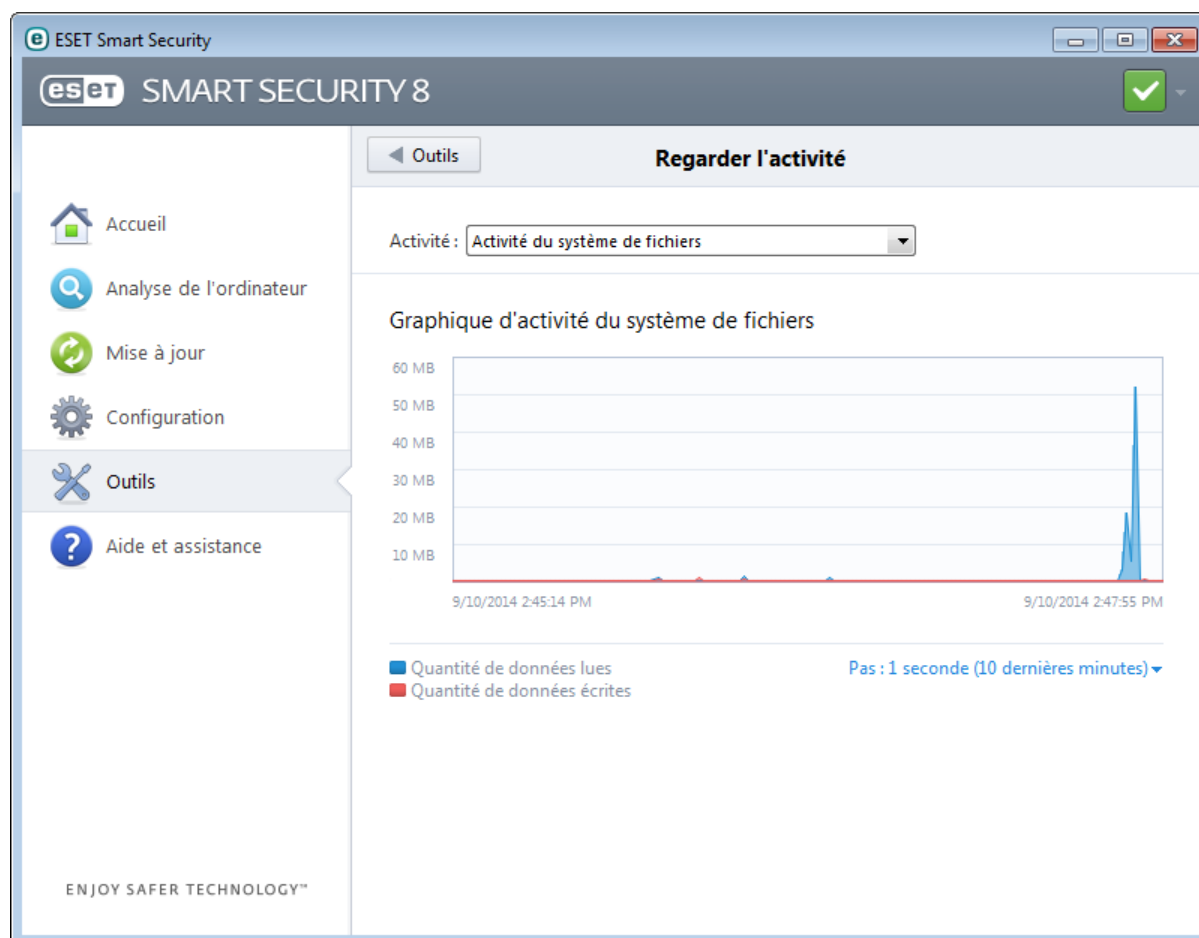 ESET Smart Security
eset SMART SECURITY 8
Outils
Regarder l'activité
Accueil
Analyse de l'ordinateur
Mise à jour
Configuration
Outils
Aide et assistance
ENJOY SAFER TECHNOLOGY™
Activité : Activité du système de fichiers
Graphique d'activité du système de fichiers
60 MB
50 MB
40 MB
30 MB
20 MB
10 MB
9/10/2014 2:45:14 PM
9/10/2014 2:47:55 PM
Quantité de données lues
Quantité de données écrites
Pas : 1 seconde (10 dernières minutes)